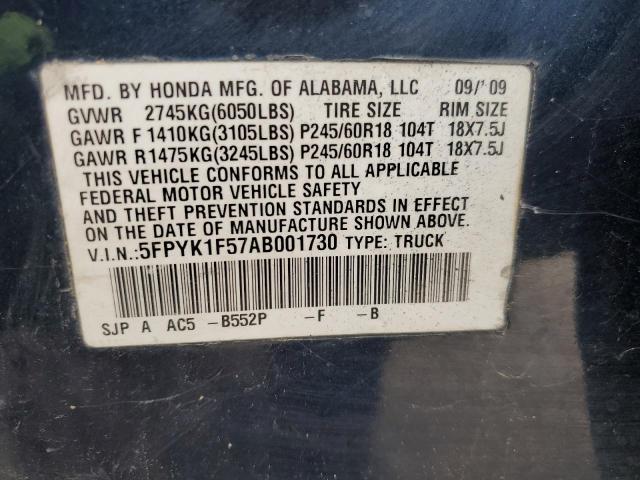 MFD. BY HONDA MFG. OF ALABAMA, LLC 09/'09
GVWR 2745KG(6050LBS) TIRE SIZE RIM SIZE
GAWR F 1410KG(3105LBS) P245/60R18 104T 18X7.5J
GAWR R1475KG(3245LBS) P245/60R18 104T 18X7.5J
THIS VEHICLE CONFORMS TO ALL APPLICABLE
FEDERAL MOTOR VEHICLE SAFETY
AND THEFT PREVENTION STANDARDS IN EFFECT
ON THE DATE OF MANUFACTURE SHOWN ABOVE.
V.I.N.:5FPYK1F57AB001730 TYPE: TRUCK
SJP A AC5 -B552P -F -B